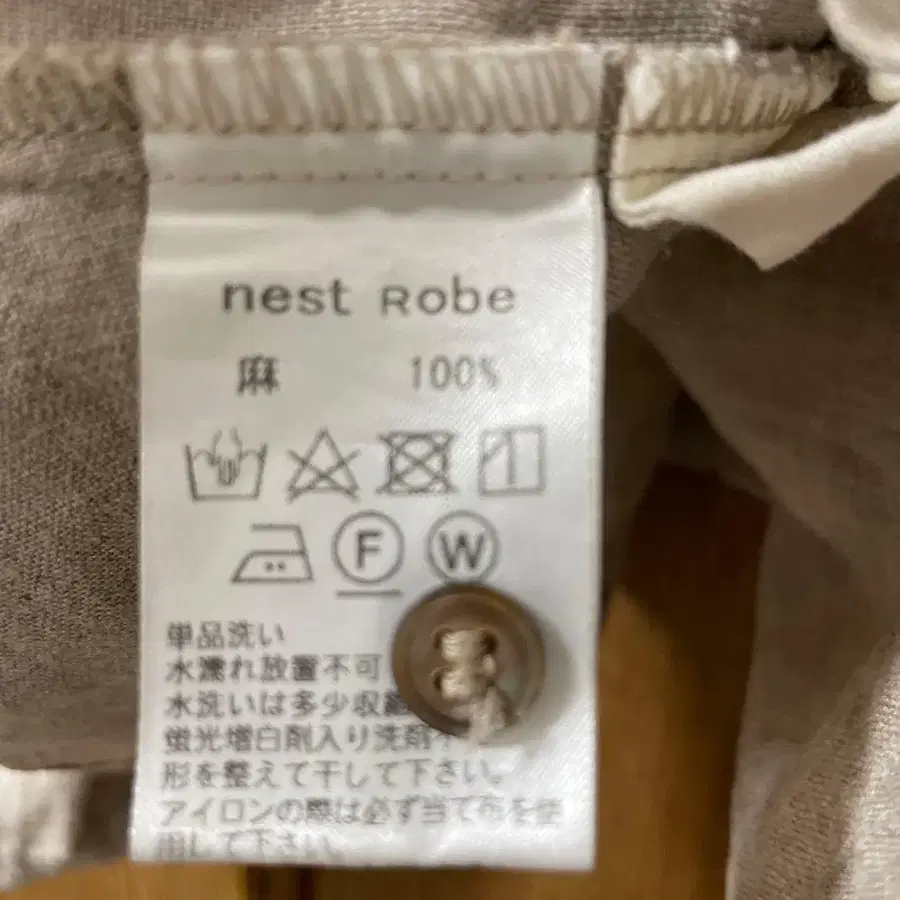 nest Robe
麻 100%
F W
単品洗い
水濡れ放置不可
水洗いは多少収
蛍光増白剤入り洗剤
形を整えて干して下さい。
アイロンの際は必ず当て布を使
用して下さい。